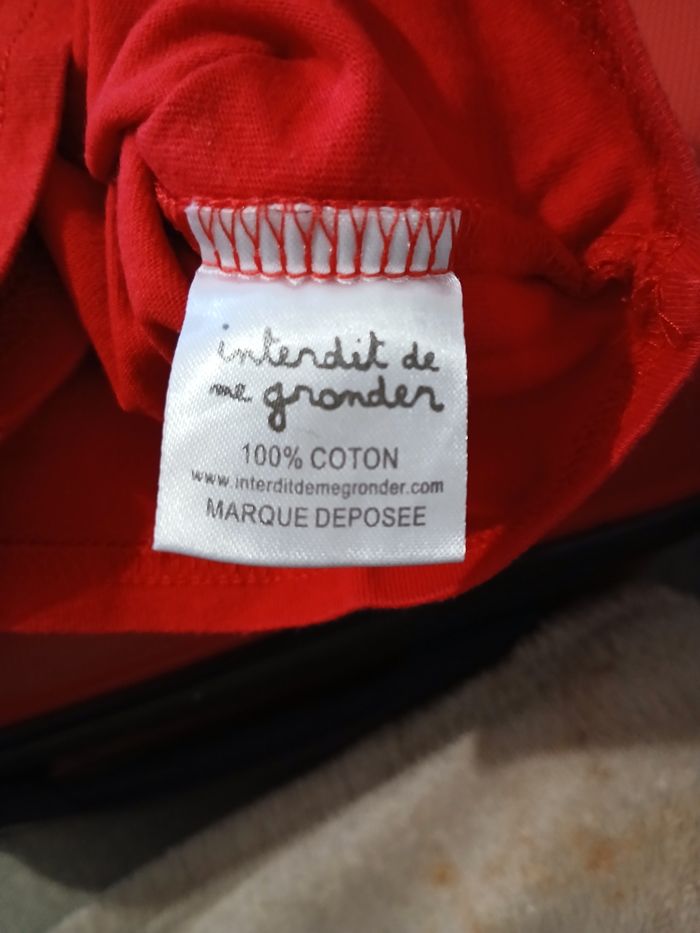 interdit de
me gronder
100% COTON
www.interditdemegronder.com
MARQUE DEPOSEE